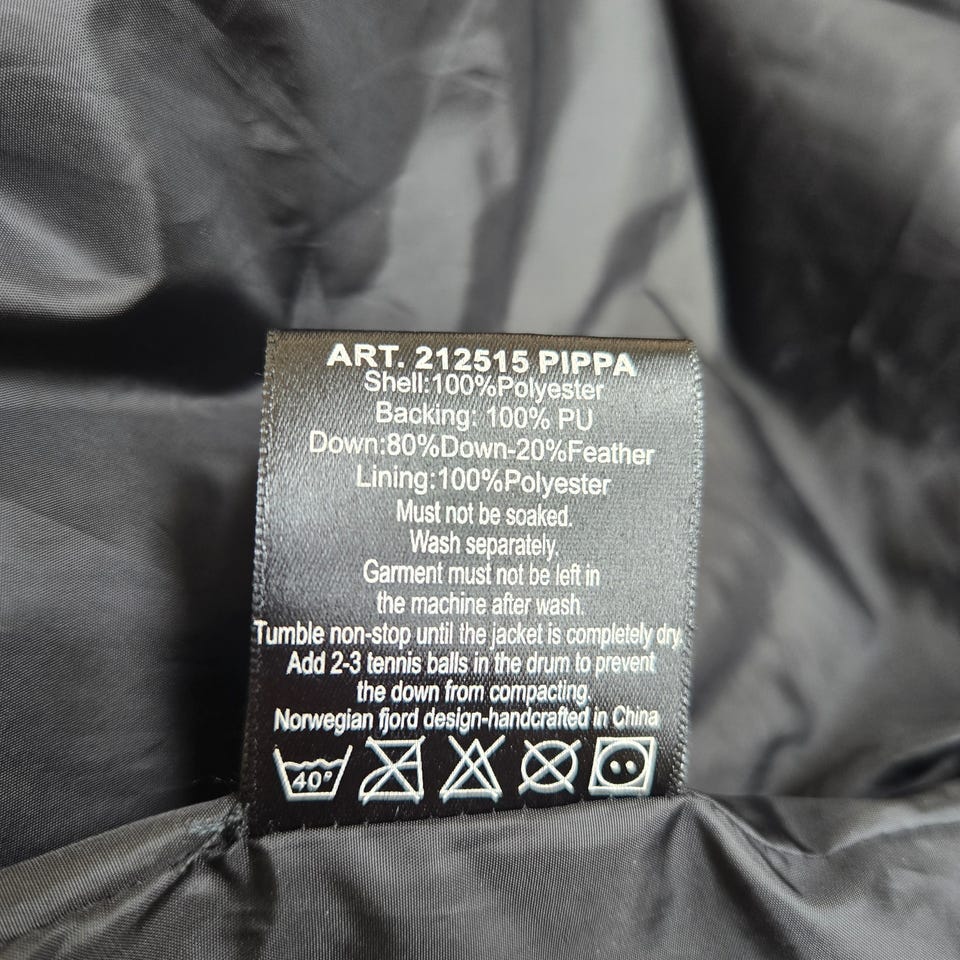 ART. 212515 PIPPA
Shell:100%Polyester
Backing: 100% PU
Down:80%Down-20%Feather
Lining:100%Polyester
Must not be soaked.
Wash separately.
Garment must not be left in
the machine after wash.
Tumble non-stop until the jacket is completely dry.
Add 2-3 tennis balls in the drum to prevent
the down from compacting.
Norwegian fjord design-handcrafted in China
40°